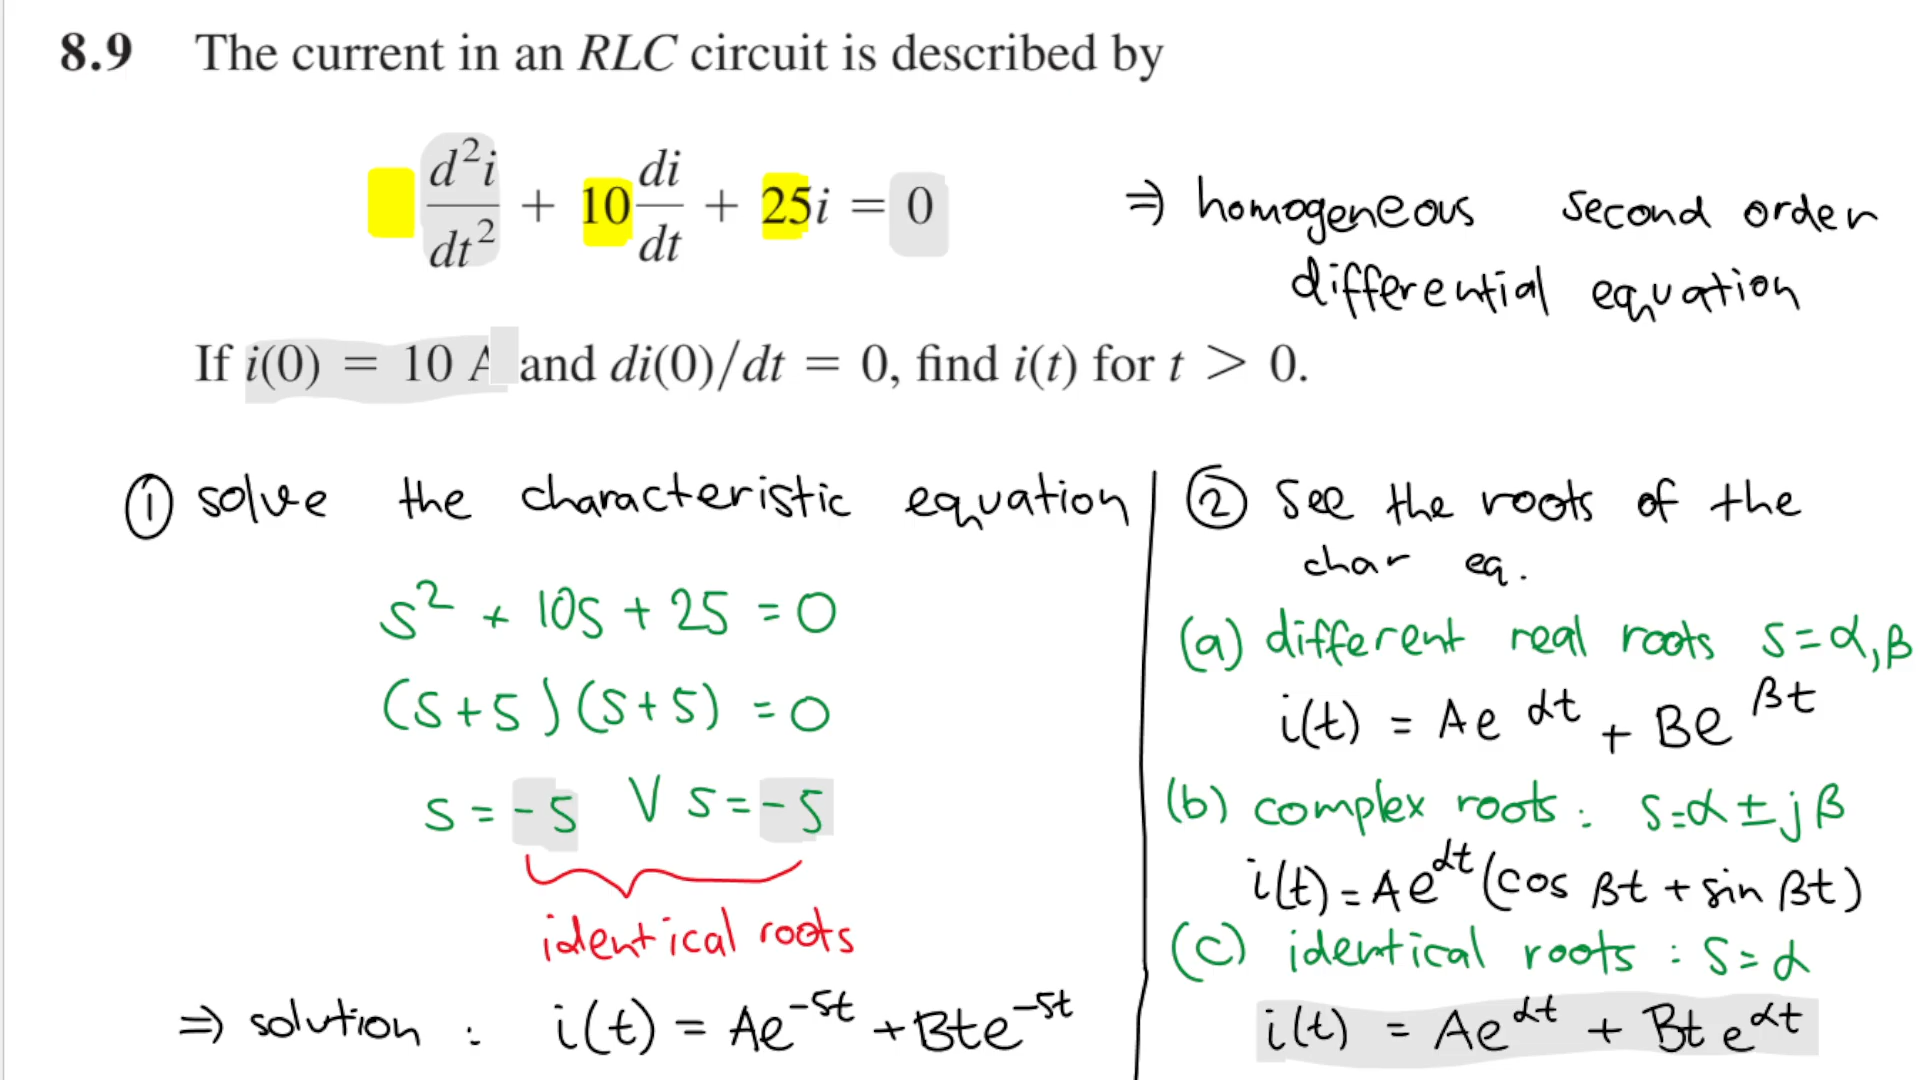 8.9 The current in an RLC circuit is described by
d²i/dt² + 10 di/dt + 25i = 0
⇒ homogeneous second order
differential equation
If i(0) = 10 A and di(0)/dt = 0, find i(t) for t > 0.
① solve the characteristic equation
s² + 10s + 25 = 0
(s+5)(s+5) = 0
s = -5 V s = -5
identical roots
⇒ solution : i(t) = Ae^-5t + Bte^-5t
② see the roots of the
char eq.
(a) different real roots s = α, β
i(t) = Ae^αt + Be^βt
(b) complex roots : s = α ± jβ
i(t) = Ae^αt (cos βt + sin βt)
(c) identical roots : s = α
i(t) = Ae^αt + Bt e^αt